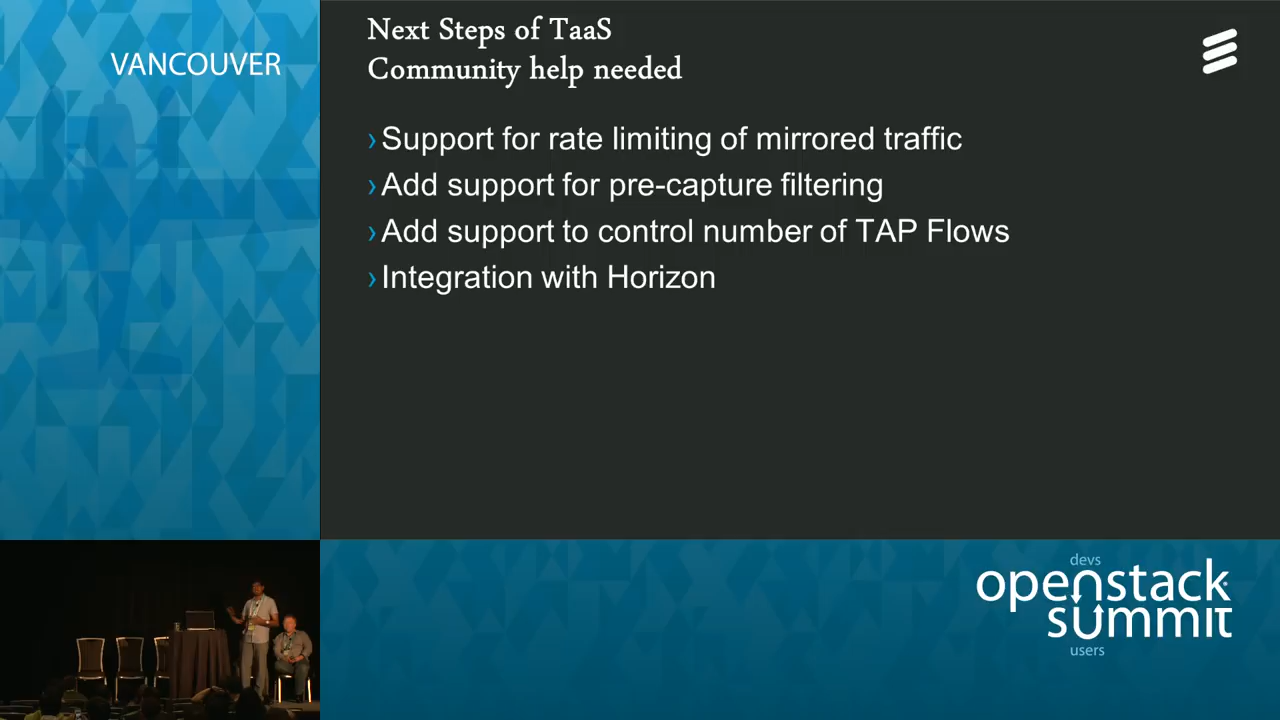 VANCOUVER
Next Steps of TaaS
Community help needed
› Support for rate limiting of mirrored traffic
› Add support for pre-capture filtering
› Add support to control number of TAP Flows
› Integration with Horizon
devs
openstack
summit
users